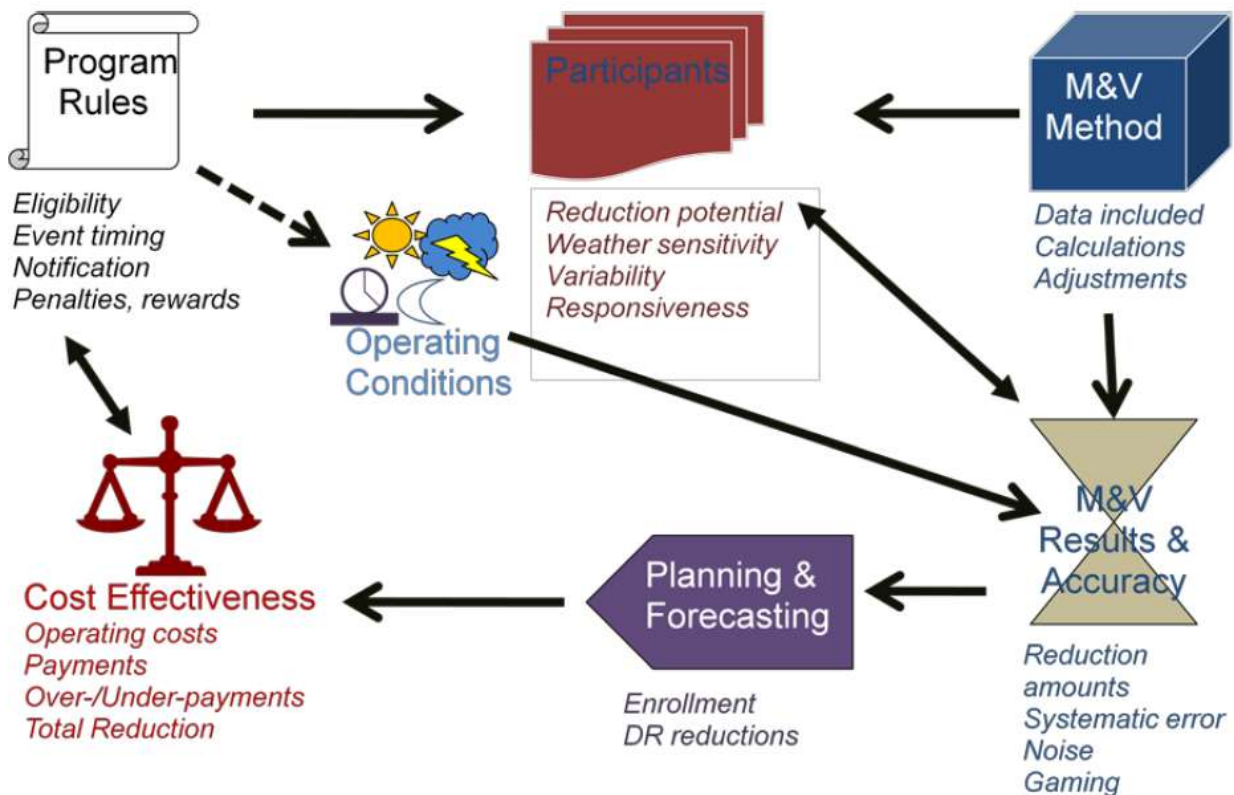 Program
Rules
Eligibility
Event timing
Notification
Penalties, rewards
Participants
Reduction potential
Weather sensitivity
Variability
Responsiveness
M&V
Method
Data included
Calculations
Adjustments
Operating
Conditions
Cost Effectiveness
Operating costs
Payments
Over-/Under-payments
Total Reduction
Planning &
Forecasting
Enrollment
DR reductions
M&V
Results &
Accuracy
Reduction
amounts
Systematic error
Noise
Gaming